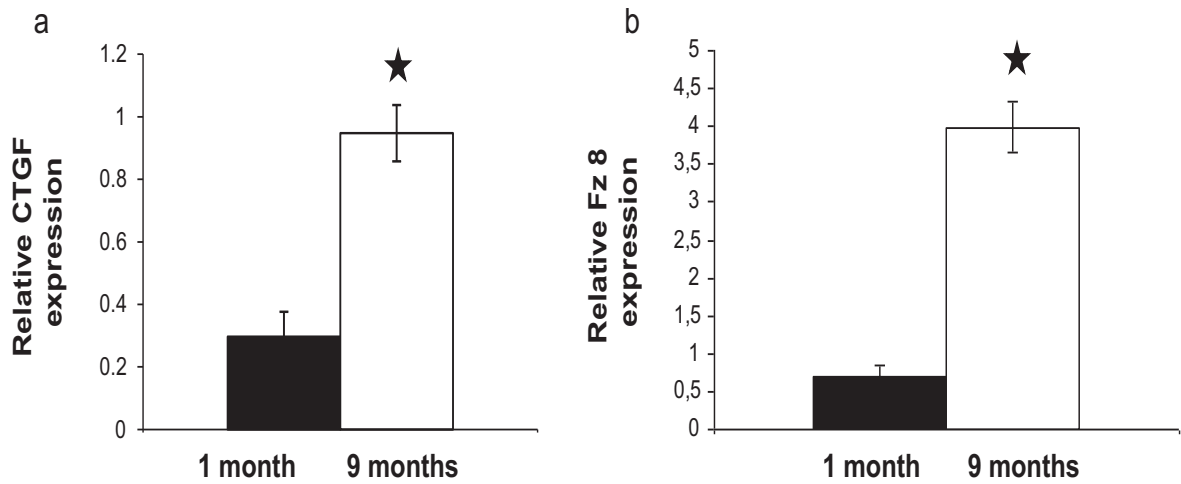 a
Relative CTGF
expression
1.2
1
0.8
0.6
0.4
0.2
0
1 month 9 months
b
Relative Fz 8
expression
5
4,5
4
3,5
3
2,5
2
1,5
1
0,5
0
1 month 9 months